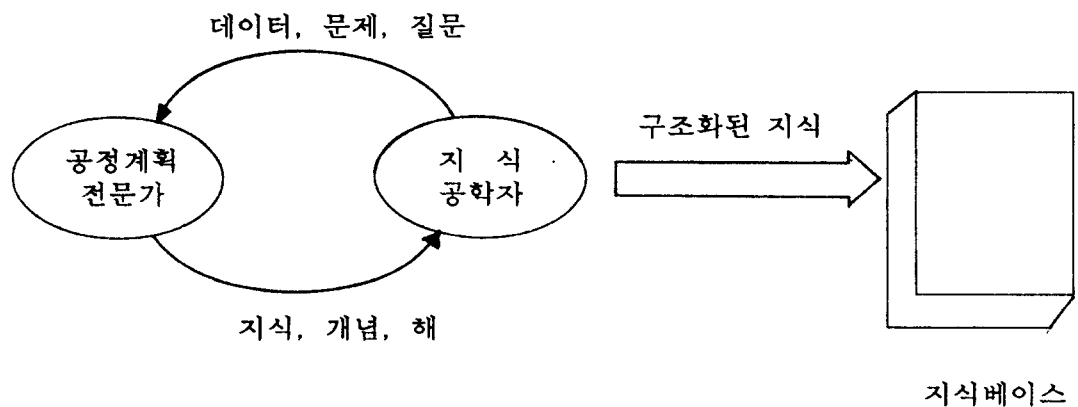 데이터, 문제, 질문
공정계획
전문가
지 식
공학자
구조화된 지식
지식, 개념, 해
지식베이스